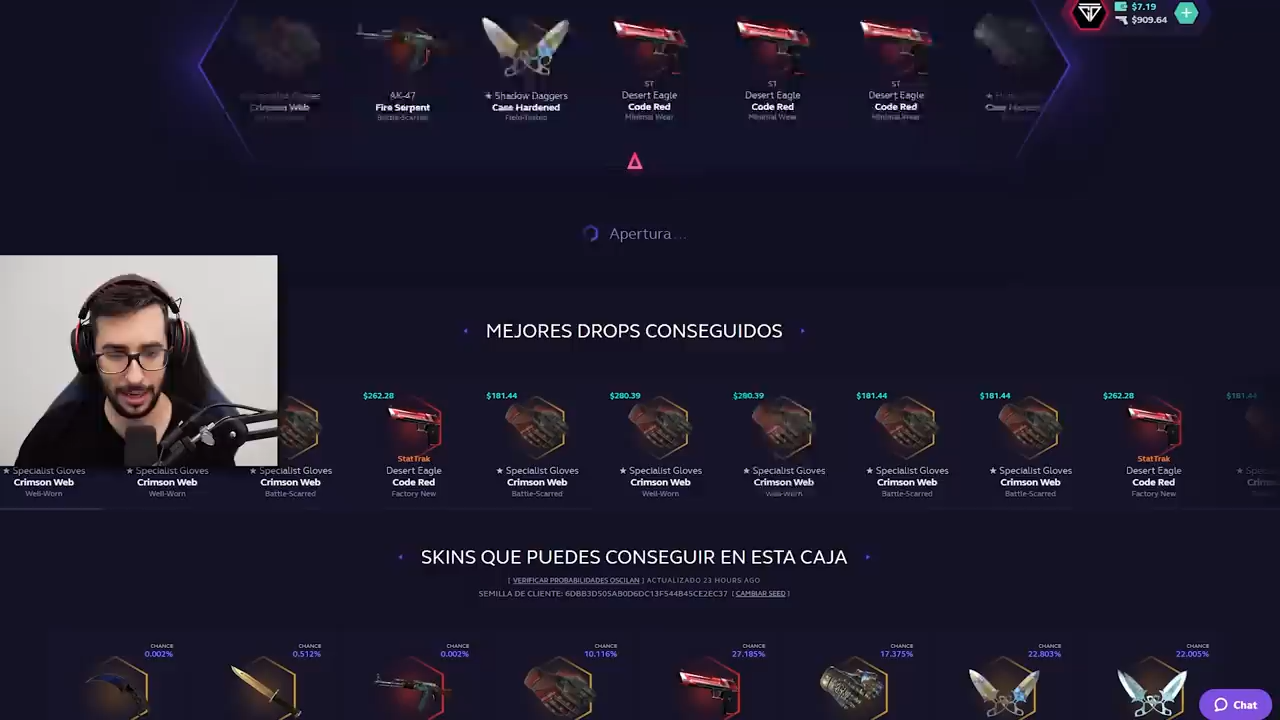 $7.19
$909.64
Crimson Web
AK-47
Fire Serpent
Battle-Scarred
★ Shadow Daggers
Case Hardened
Field-Tested
ST
Desert Eagle
Code Red
Minimal Wear
ST
Desert Eagle
Code Red
Minimal Wear
ST
Desert Eagle
Code Red
Minimal Wear
Apertura...
MEJORES DROPS CONSEGUIDOS
★ Specialist Gloves
Crimson Web
Well-Worn
★ Specialist Gloves
Crimson Web
Well-Worn
★ Specialist Gloves
Crimson Web
Battle-Scarred
$262.28
StatTrak
Desert Eagle
Code Red
Factory New
$181.44
★ Specialist Gloves
Crimson Web
Battle-Scarred
$280.39
★ Specialist Gloves
Crimson Web
Well-Worn
$280.39
★ Specialist Gloves
Crimson Web
Well-Worn
$181.44
★ Specialist Gloves
Crimson Web
Battle-Scarred
$181.44
★ Specialist Gloves
Crimson Web
Battle-Scarred
$262.28
StatTrak
Desert Eagle
Code Red
Factory New
$181.44
SKINS QUE PUEDES CONSEGUIR EN ESTA CAJA
[ VERIFICAR PROBABILIDADES OSCILAN ] ACTUALIZADO 23 HOURS AGO
SEMILLA DE CLIENTE: 6DBB3D505AB0D6DC13F544B45CE2EC37 [ CAMBIAR SEED ]
CHANCE
0.002%
CHANCE
0.512%
CHANCE
0.002%
CHANCE
10.116%
CHANCE
27.185%
CHANCE
17.375%
CHANCE
22.803%
CHANCE
22.005%
Chat